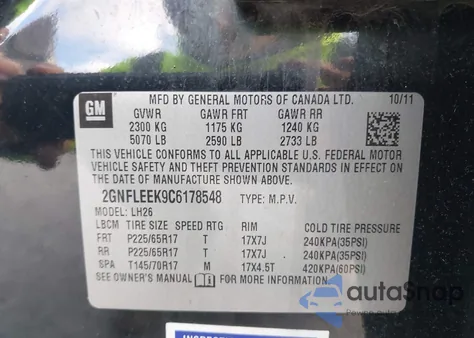 GM
MFD BY GENERAL MOTORS OF CANADA LTD. 10/11
GVWR GAWR FRT GAWR RR
2300 KG 1175 KG 1240 KG
5070 LB 2590 LB 2733 LB
THIS VEHICLE CONFORMS TO ALL APPLICABLE U.S. FEDERAL MOTOR
VEHICLE SAFETY AND THEFT PREVENTION STANDARDS IN EFFECT ON
THE DATE OF MANUFACTURE SHOWN ABOVE.
2GNFLEEK9C6178548 TYPE: M.P.V.
MODEL: LH26
LBCM TIRE SIZE SPEED RTG RIM COLD TIRE PRESSURE
FRT P225/65R17 T 17X7J 240KPA(35PSI)
RR P225/65R17 T 17X7J 240KPA(35PSI)
SPA T145/70R17 M 17X4.5T 420KPA(60PSI)
SEE OWNER'S MANUAL FOR MORE INFORMATION
autoSnap